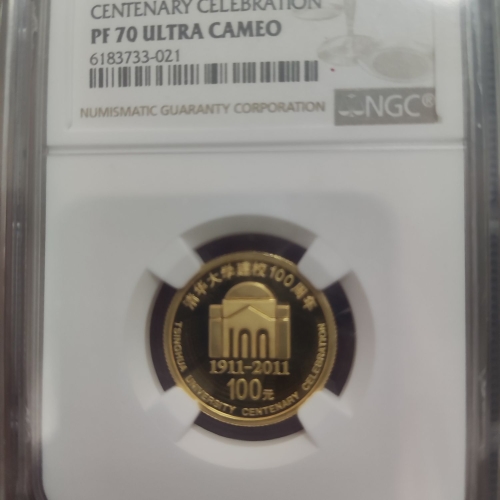 CENTENARY CELEBRATION
PF 70 ULTRA CAMEO
6183733-021
NUMISMATIC GUARANTY CORPORATION
NGC®
清华大学建校100周年
1911-2011
100元
TSINGHUA UNIVERSITY CENTENARY CELEBRATION